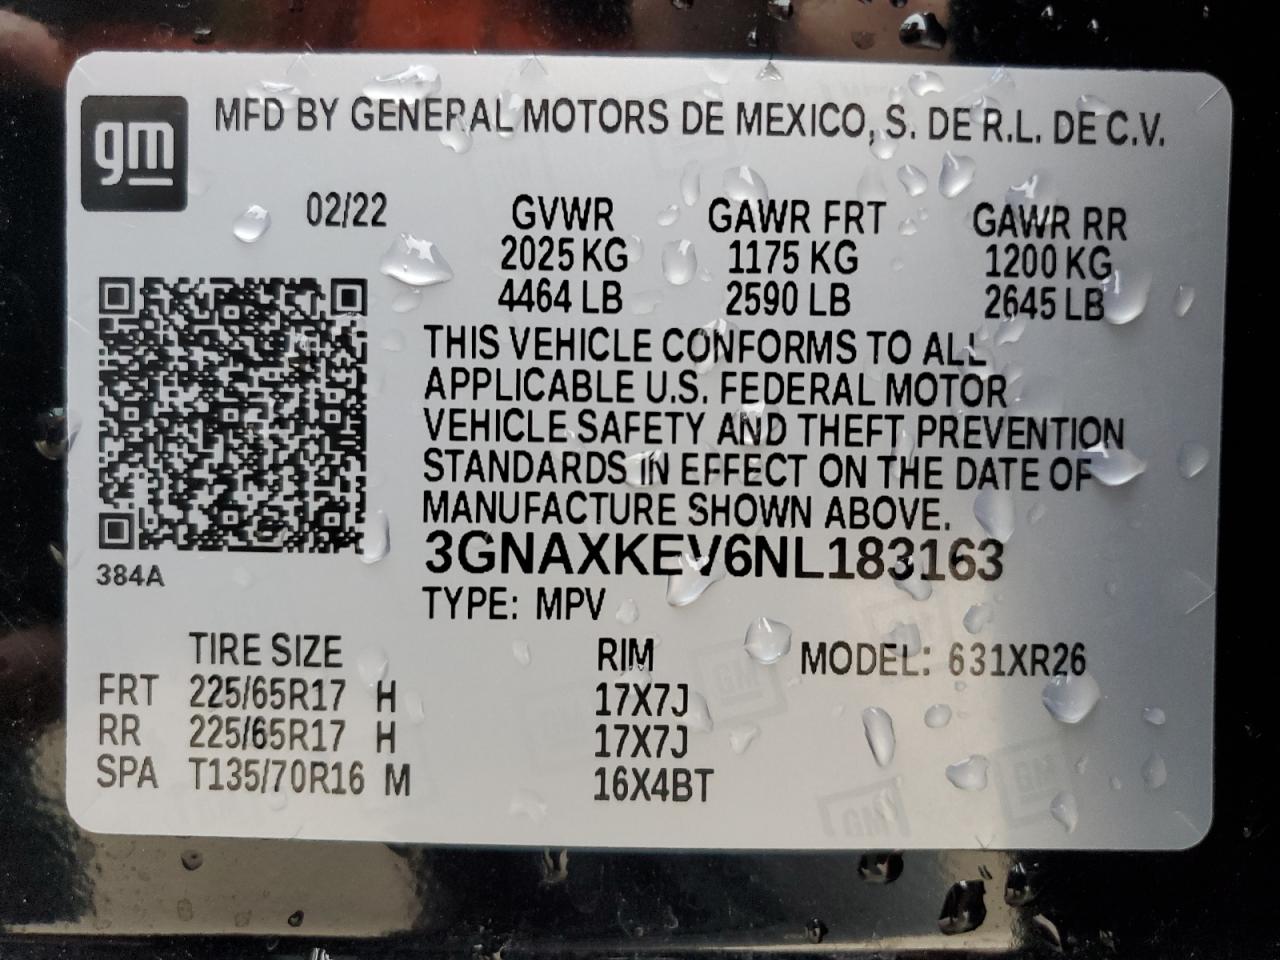 gm
MFD BY GENERAL MOTORS DE MEXICO, S. DE R.L. DE C.V.
02/22 GVWR GAWR FRT GAWR RR
2025 KG 1175 KG 1200 KG
4464 LB 2590 LB 2645 LB
THIS VEHICLE CONFORMS TO ALL
APPLICABLE U.S. FEDERAL MOTOR
VEHICLE SAFETY AND THEFT PREVENTION
STANDARDS IN EFFECT ON THE DATE OF
MANUFACTURE SHOWN ABOVE.
3GNAXKEV6NL183163
384A
TYPE: MPV
TIRE SIZE RIM MODEL: 631XR26
FRT 225/65R17 H 17X7J
RR 225/65R17 H 17X7J
SPA T135/70R16 M 16X4BT
GM
GM
GM